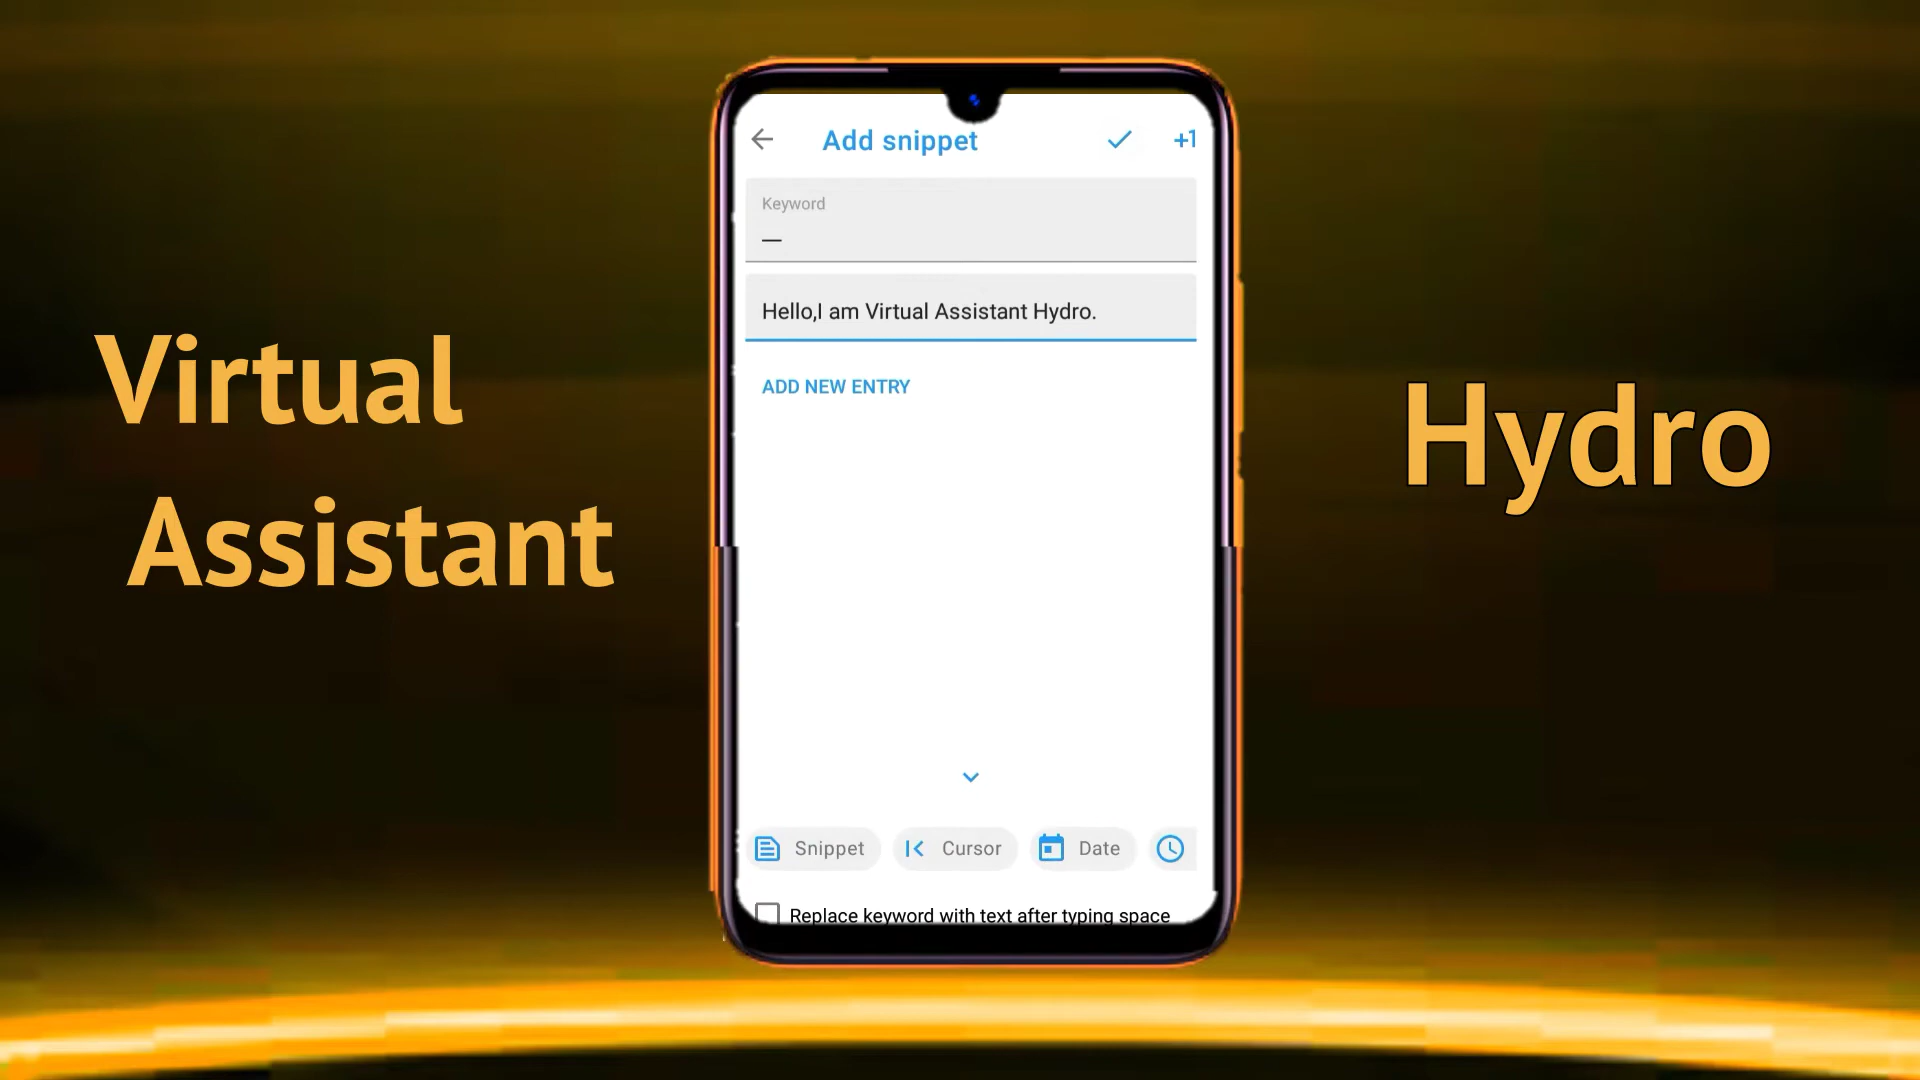 Virtual
Assistant
Add snippet
+1
Keyword
__
Hello,I am Virtual Assistant Hydro.
ADD NEW ENTRY
Snippet
Cursor
Date
Replace keyword with text after typing space
Hydro